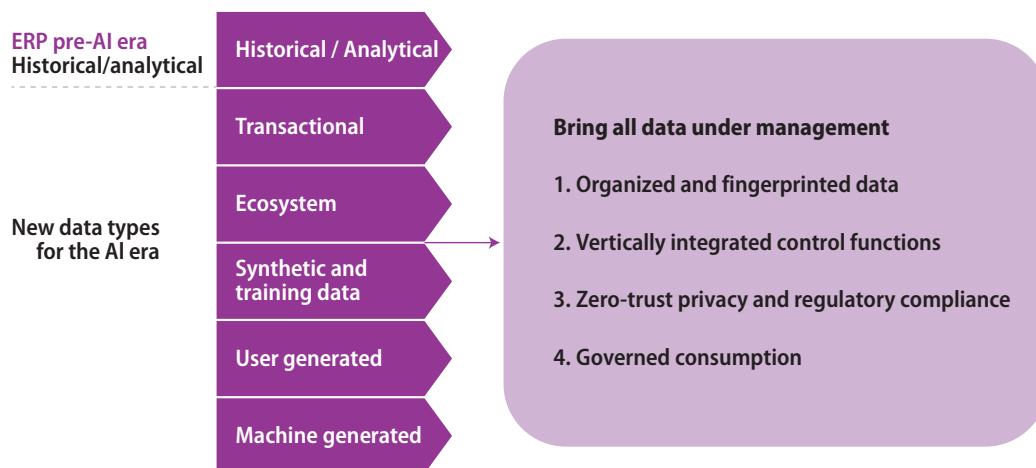 ERP pre-AI era
Historical/analytical
New data types
for the AI era
Historical / Analytical
Transactional
Ecosystem
Synthetic and
training data
User generated
Machine generated
Bring all data under management
1. Organized and fingerprinted data
2. Vertically integrated control functions
3. Zero-trust privacy and regulatory compliance
4. Governed consumption